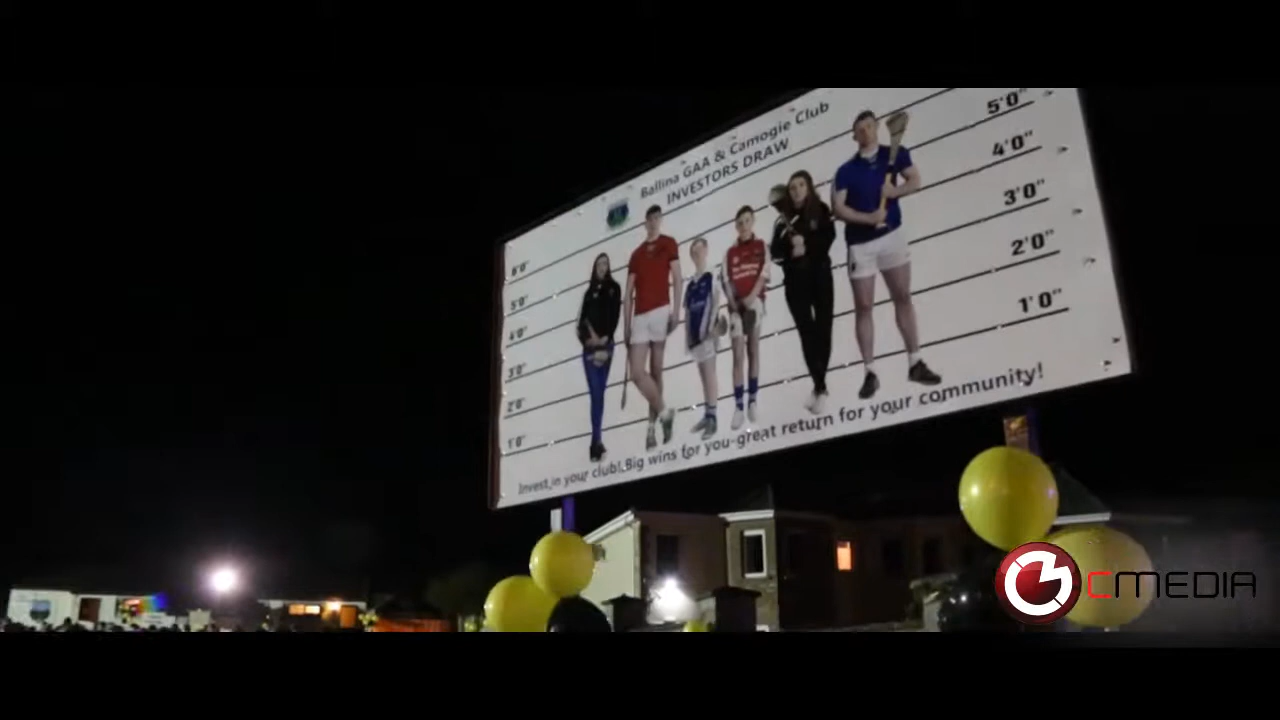 Ballina GAA & Camogie Club
INVESTORS DRAW
5'0"
4'0"
3'0"
2'0"
1'0"
6'0"
5'0"
4'0"
3'0"
2'0"
1'0"
Invest in your club! Big wins for you-great return for your community!
CMEDIA